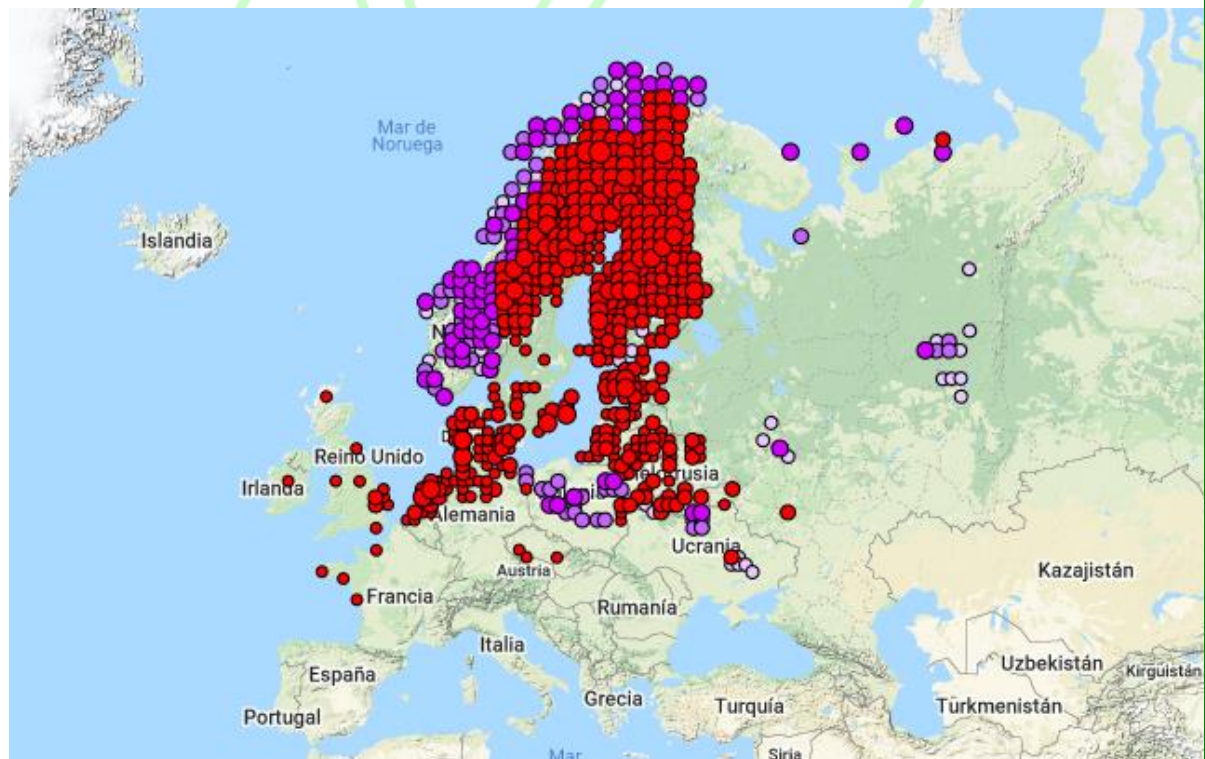 Mar de
Noruega
Islandia
Reino Unido
Irlanda
Alemania
Ucrania
Austria
Kazajistán
Francia
Rumanía
Italia
España
Uzbekistán
Kirguistán
Grecia
Turquía
Turkmenistán
Portugal
Mar
Siria